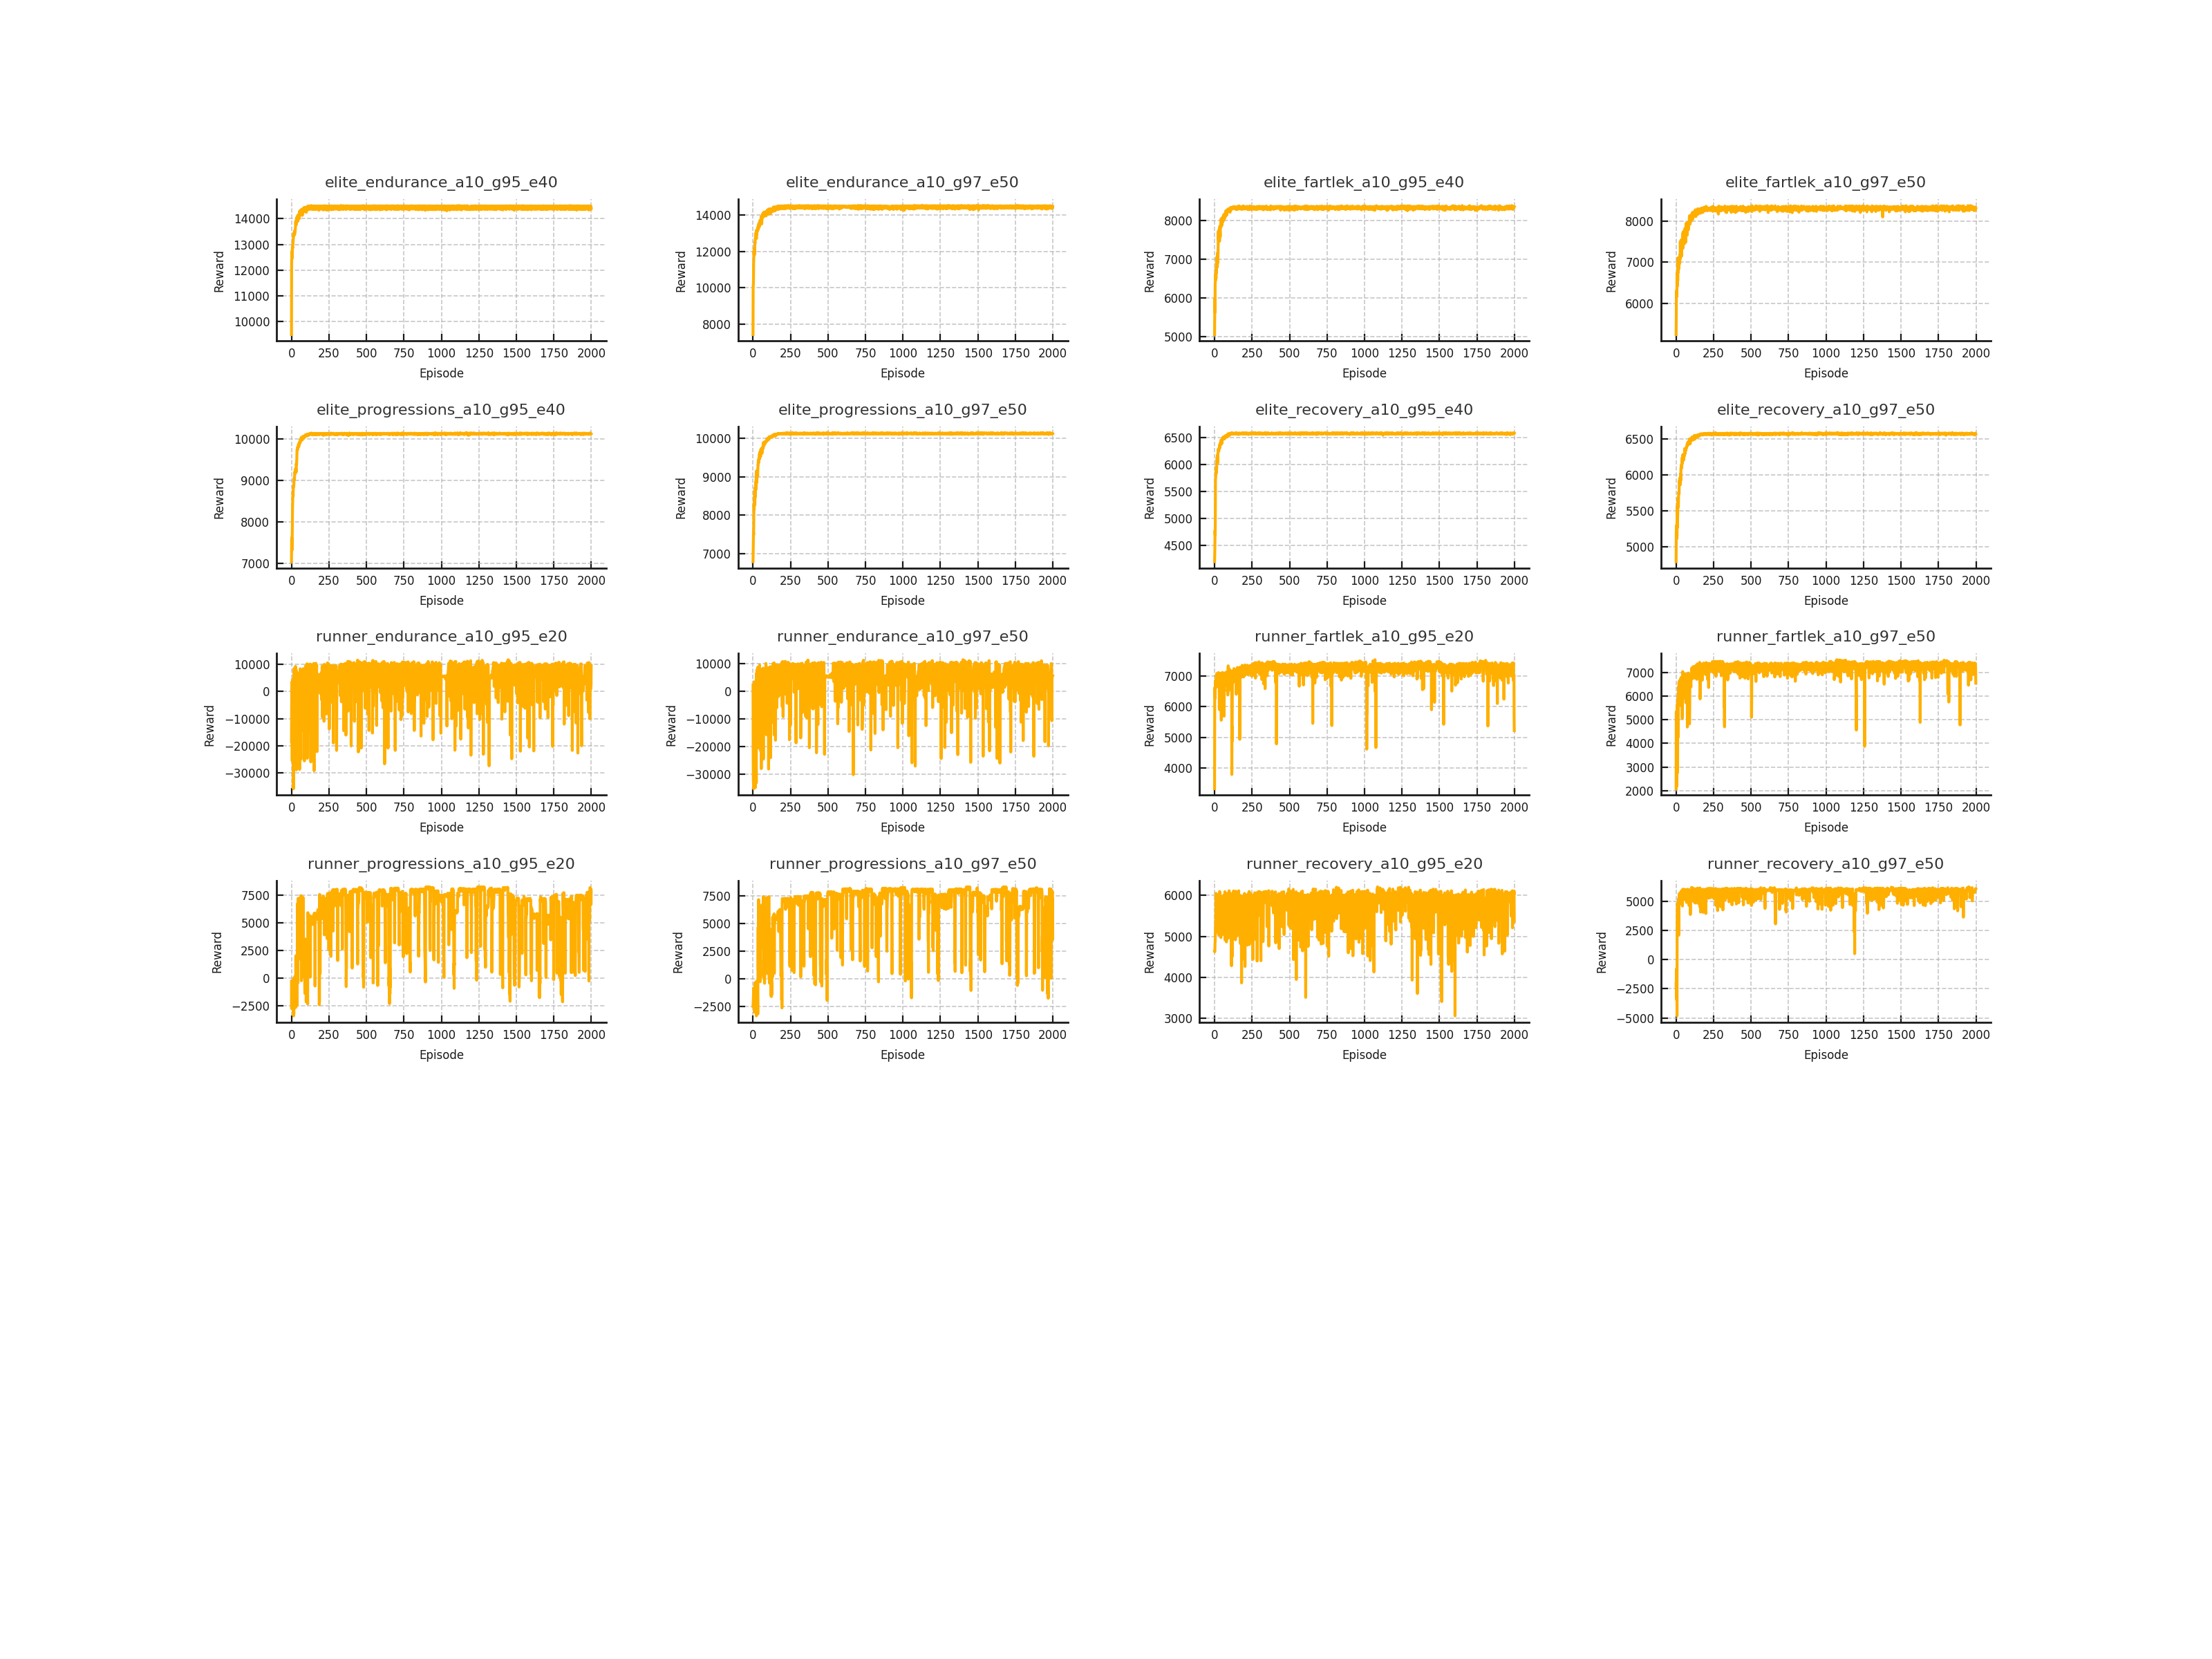 elite_endurance_a10_g95_e40
Reward
14000
13000
12000
11000
10000
0 250 500 750 1000 1250 1500 1750 2000
Episode
elite_endurance_a10_g97_e50
Reward
14000
12000
10000
8000
0 250 500 750 1000 1250 1500 1750 2000
Episode
elite_fartlek_a10_g95_e40
Reward
8000
7000
6000
5000
0 250 500 750 1000 1250 1500 1750 2000
Episode
elite_fartlek_a10_g97_e50
Reward
8000
7000
6000
0 250 500 750 1000 1250 1500 1750 2000
Episode
elite_progressions_a10_g95_e40
Reward
10000
9000
8000
7000
0 250 500 750 1000 1250 1500 1750 2000
Episode
elite_progressions_a10_g97_e50
Reward
10000
9000
8000
7000
0 250 500 750 1000 1250 1500 1750 2000
Episode
elite_recovery_a10_g95_e40
Reward
6500
6000
5500
5000
4500
0 250 500 750 1000 1250 1500 1750 2000
Episode
elite_recovery_a10_g97_e50
Reward
6500
6000
5500
5000
0 250 500 750 1000 1250 1500 1750 2000
Episode
runner_endurance_a10_g95_e20
Reward
10000
0
−10000
−20000
−30000
0 250 500 750 1000 1250 1500 1750 2000
Episode
runner_endurance_a10_g97_e50
Reward
10000
0
−10000
−20000
−30000
0 250 500 750 1000 1250 1500 1750 2000
Episode
runner_fartlek_a10_g95_e20
Reward
7000
6000
5000
4000
0 250 500 750 1000 1250 1500 1750 2000
Episode
runner_fartlek_a10_g97_e50
Reward
7000
6000
5000
4000
3000
2000
0 250 500 750 1000 1250 1500 1750 2000
Episode
runner_progressions_a10_g95_e20
Reward
7500
5000
2500
0
−2500
0 250 500 750 1000 1250 1500 1750 2000
Episode
runner_progressions_a10_g97_e50
Reward
7500
5000
2500
0
−2500
0 250 500 750 1000 1250 1500 1750 2000
Episode
runner_recovery_a10_g95_e20
Reward
6000
5000
4000
3000
0 250 500 750 1000 1250 1500 1750 2000
Episode
runner_recovery_a10_g97_e50
Reward
5000
2500
0
−2500
−5000
0 250 500 750 1000 1250 1500 1750 2000
Episode